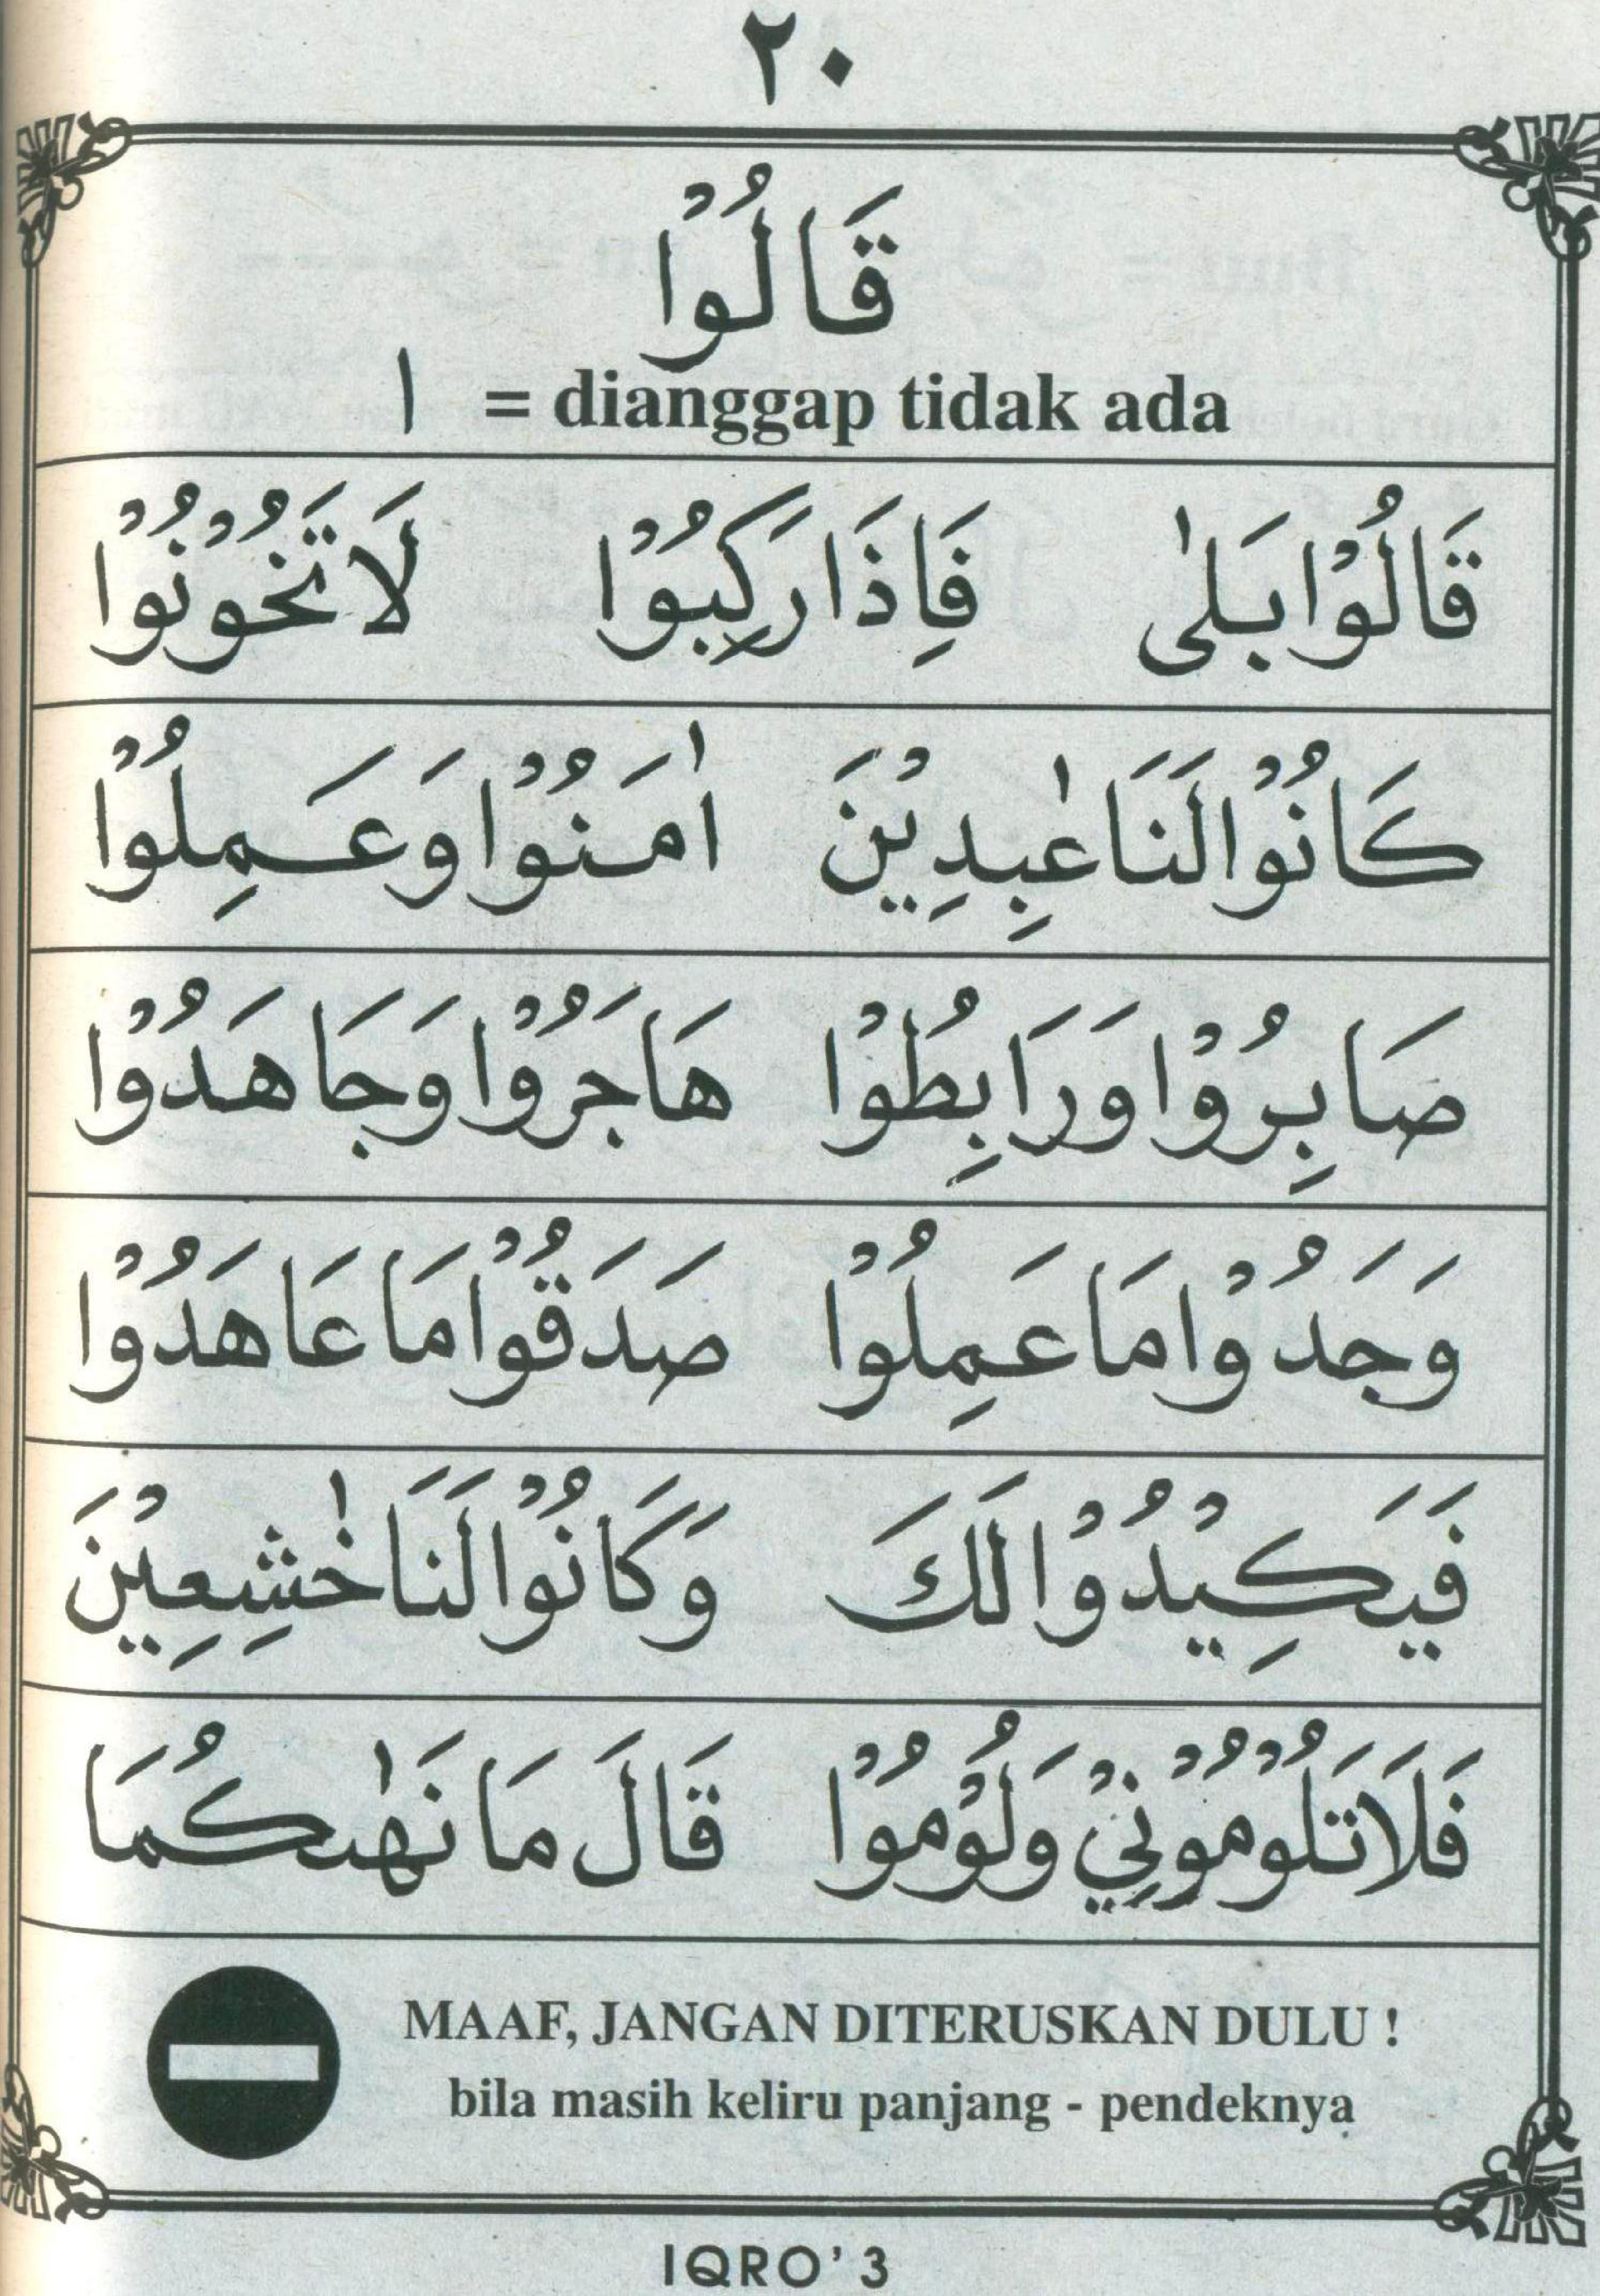 ٢٠
قَالُوْا
ا = dianggap tidak ada
قَالُوْا بَلٰى فَاِذَا رَكِبُوْا لَا تَخُوْنُوْا
كَانُوْا لَنَا عٰبِدِيْنَ اٰمَنُوْا وَعَمِلُوْا
صَابِرُوْا وَرَابِطُوْا هَاجَرُوْا وَجَاهَدُوْا
وَجَدُوْا مَا عَمِلُوْا صَدَقُوْا مَا عَاهَدُوْا
فَيَكِيْدُوْا لَكَ وَكَانُوْا لَنَا خٰشِعِيْنَ
فَلَا تَلُوْمُوْنِيْ وَلُوْمُوْا قَالَ مَا نَهٰىكُمَا
MAAF, JANGAN DITERUSKAN DULU !
bila masih keliru panjang - pendeknya
IQRO' 3